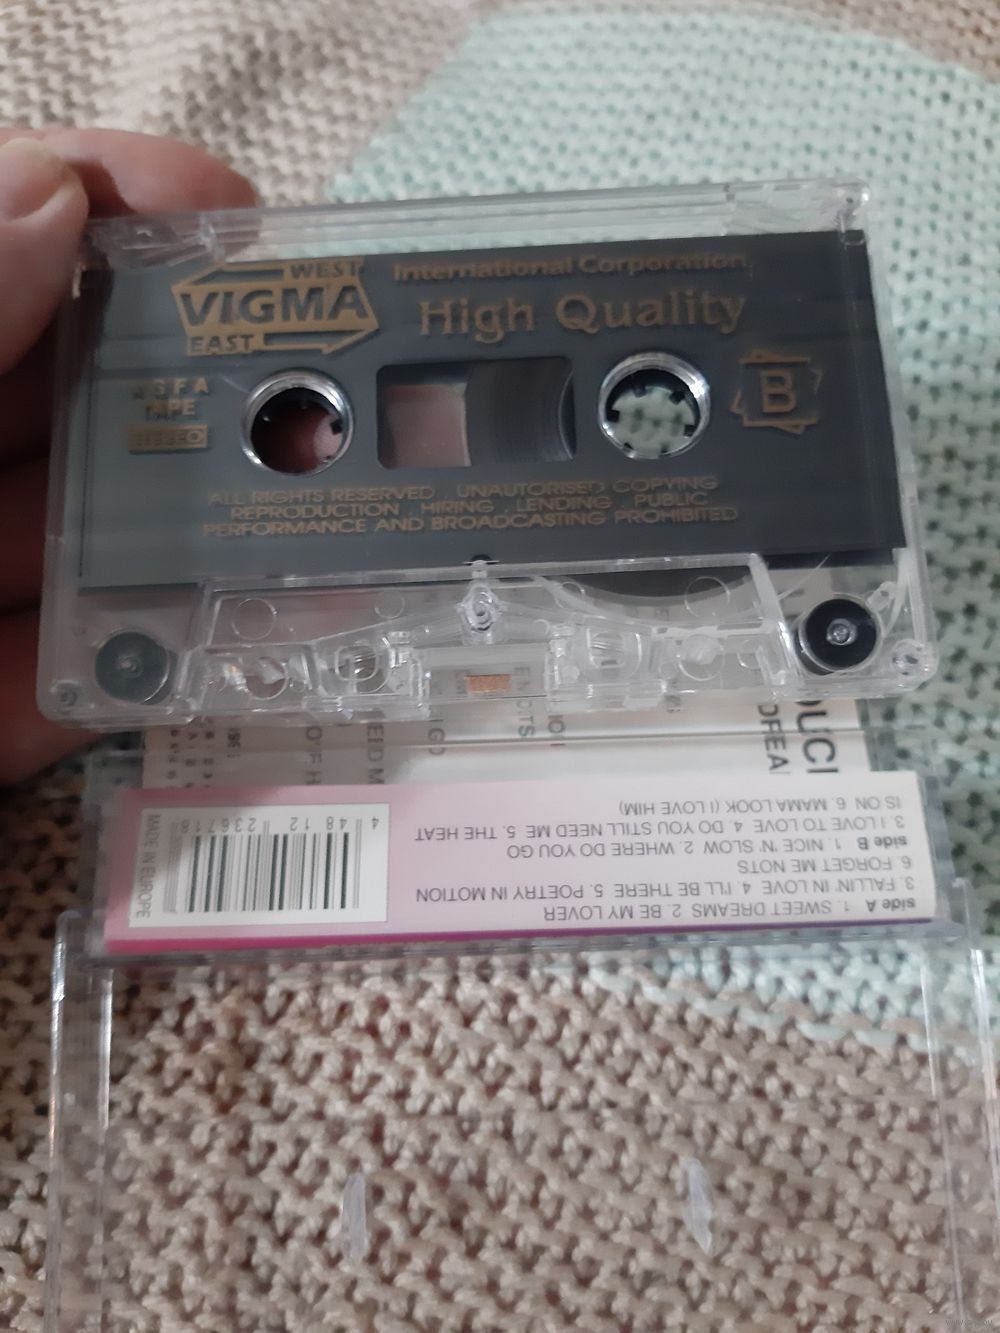 WEST
VIGMA
EAST
International Corporation
High Quality
TAPE
STEREO
B
ALL RIGHTS RESERVED . UNAUTORISED COPYING
REPRODUCTION . HIRING . LENDING . PUBLIC
PERFORMANCE AND BROADCASTING PROHIBITED
side A 1. SWEET DREAMS 2. BE MY LOVER
3. FALLIN' IN LOVE 4. I'LL BE THERE 5. POETRY IN MOTION
6. FORGET ME NOTS
side B 1. NICE 'N' SLOW 2. WHERE DO YOU GO
3. I LOVE TO LOVE 4. DO YOU STILL NEED ME 5. THE HEAT
IS ON 6. MAMA LOOK (I LOVE HIM)
4 4812 236718
MADE IN EUROPE